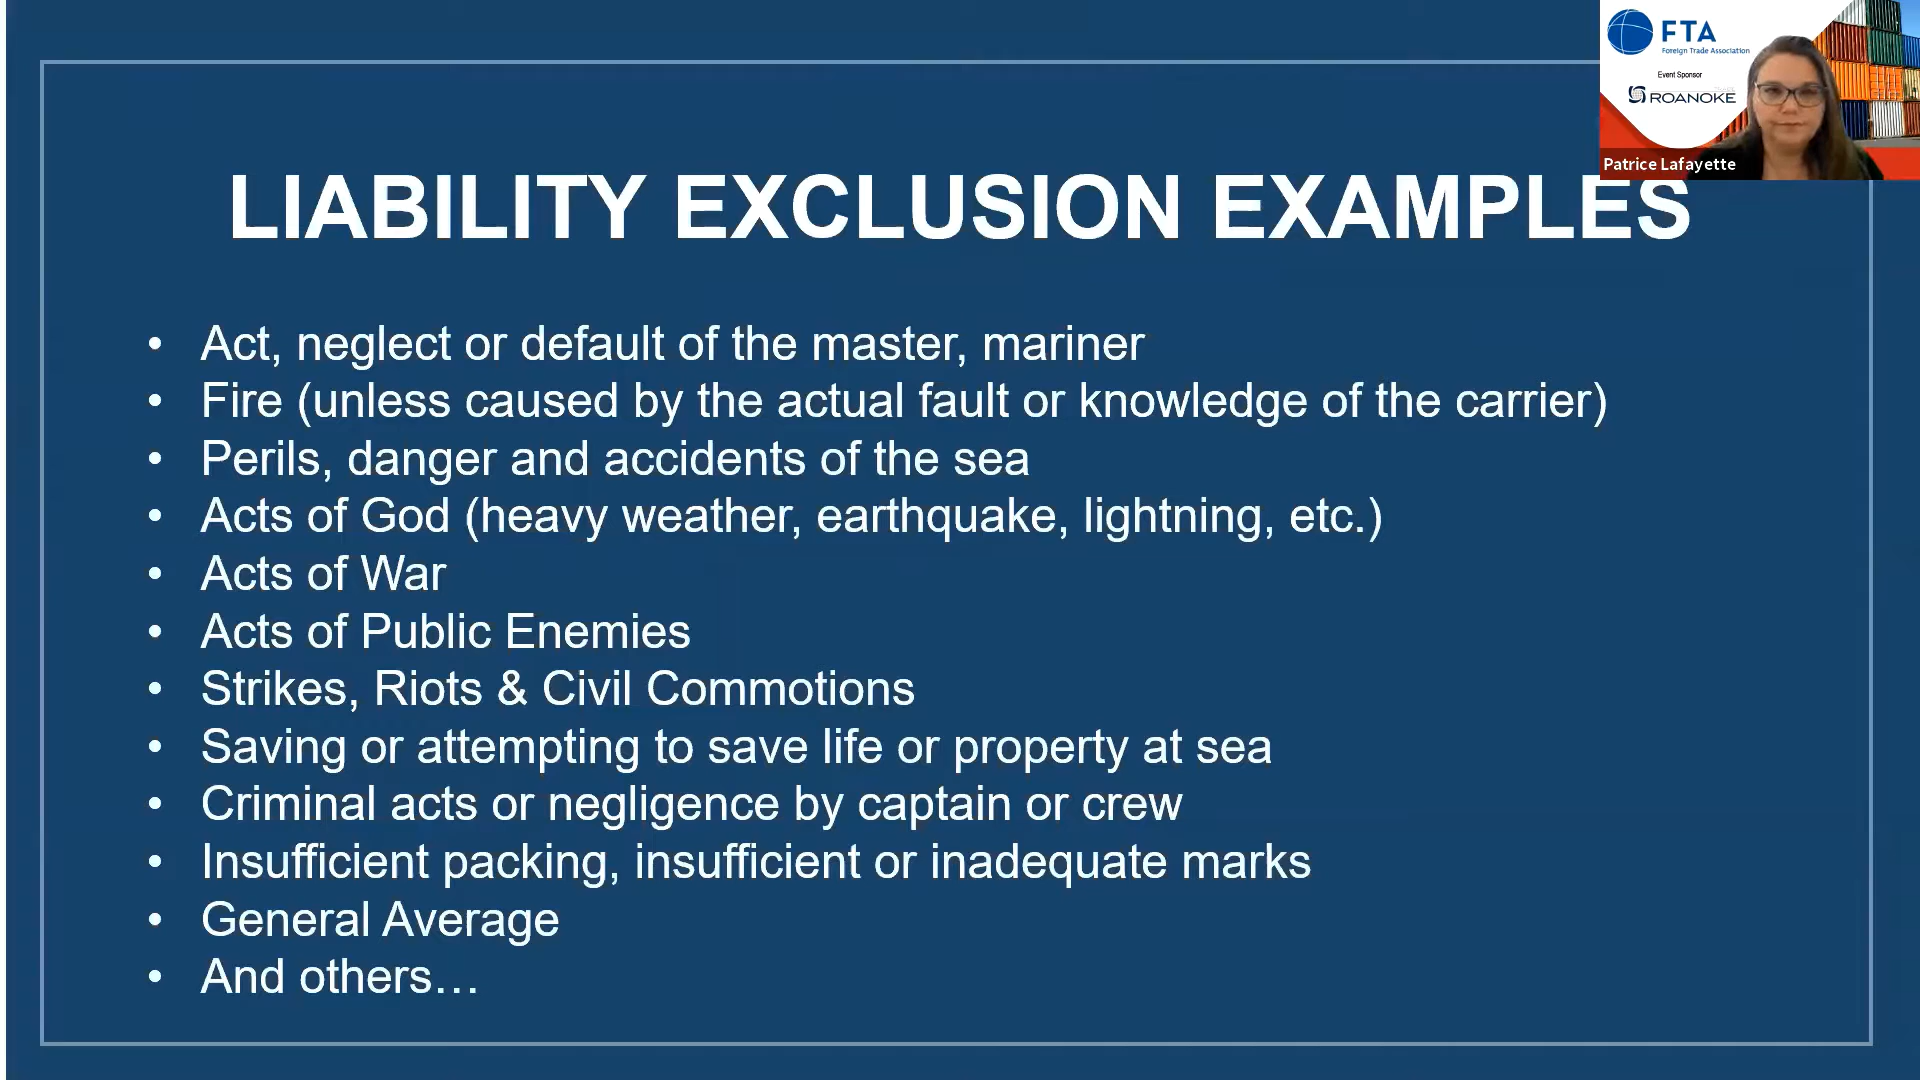 FTA
Foreign Trade Association
Event Sponsor
ROANOKE
Patrice Lafayette
LIABILITY EXCLUSION EXAMPLES
• Act, neglect or default of the master, mariner
• Fire (unless caused by the actual fault or knowledge of the carrier)
• Perils, danger and accidents of the sea
• Acts of God (heavy weather, earthquake, lightning, etc.)
• Acts of War
• Acts of Public Enemies
• Strikes, Riots & Civil Commotions
• Saving or attempting to save life or property at sea
• Criminal acts or negligence by captain or crew
• Insufficient packing, insufficient or inadequate marks
• General Average
• And others…